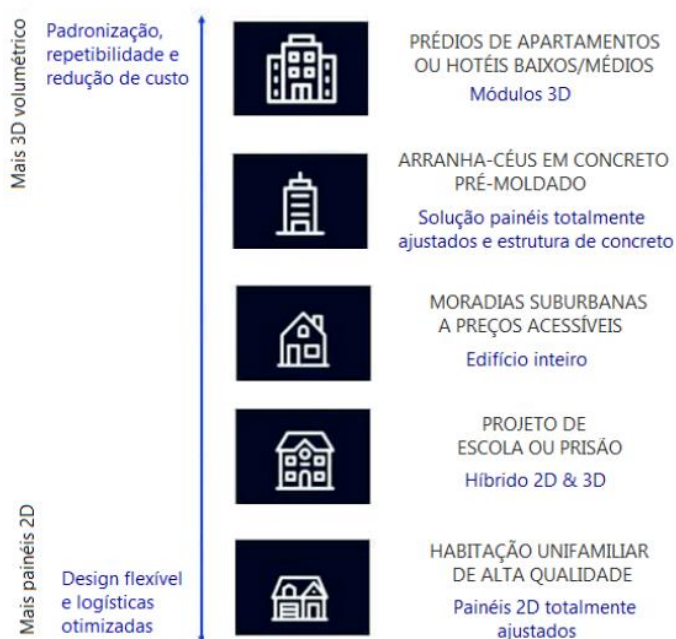 Mais 3D volumétrico
Padronização,
repetibilidade e
redução de custo
PRÉDIOS DE APARTAMENTOS
OU HOTÉIS BAIXOS/MÉDIOS
Módulos 3D
ARRANHA-CÉUS EM CONCRETO
PRÉ-MOLDADO
Solução painéis totalmente
ajustados e estrutura de concreto
MORADIAS SUBURBANAS
A PREÇOS ACESSÍVEIS
Edifício inteiro
PROJETO DE
ESCOLA OU PRISÃO
Híbrido 2D & 3D
Mais painéis 2D
Design flexível
e logísticas
otimizadas
HABITAÇÃO UNIFAMILIAR
DE ALTA QUALIDADE
Painéis 2D totalmente
ajustados